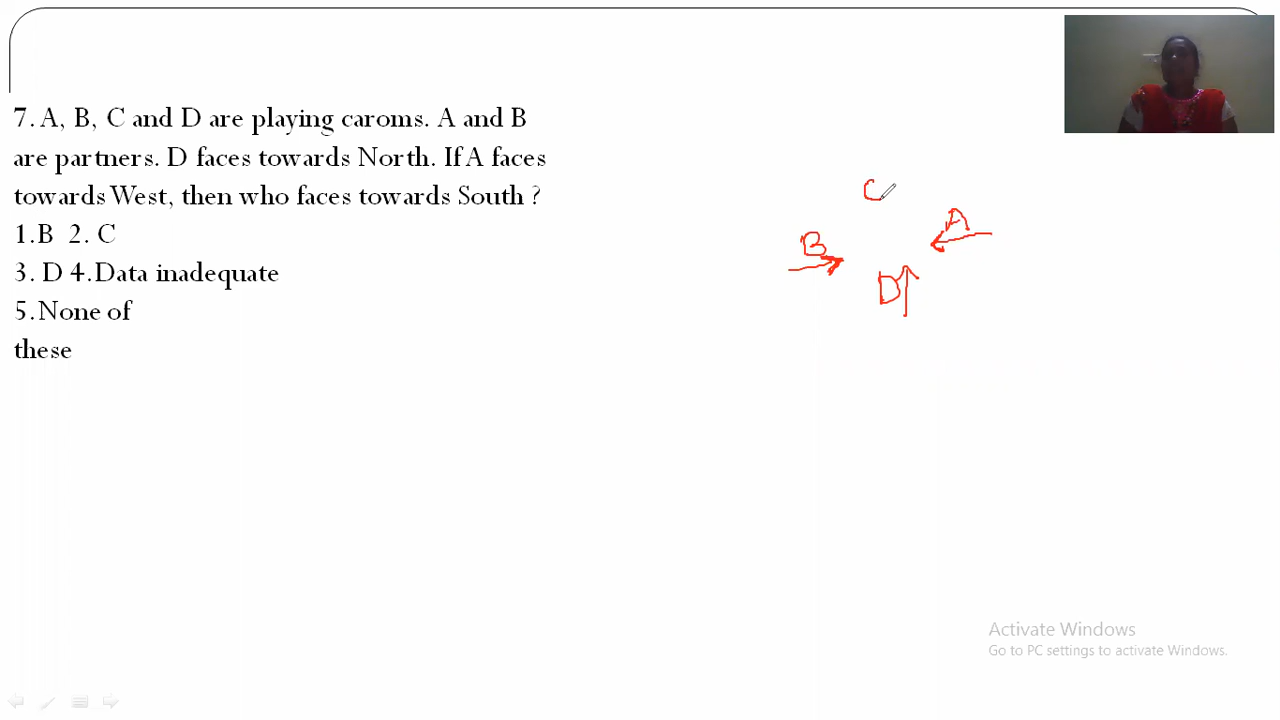 7. A, B, C and D are playing caroms. A and B
are partners. D faces towards North. If A faces
towards West, then who faces towards South ?
1.B 2. C
3. D 4.Data inadequate
5.None of
these
C
A
B
D
Activate Windows
Go to PC settings to activate Windows.